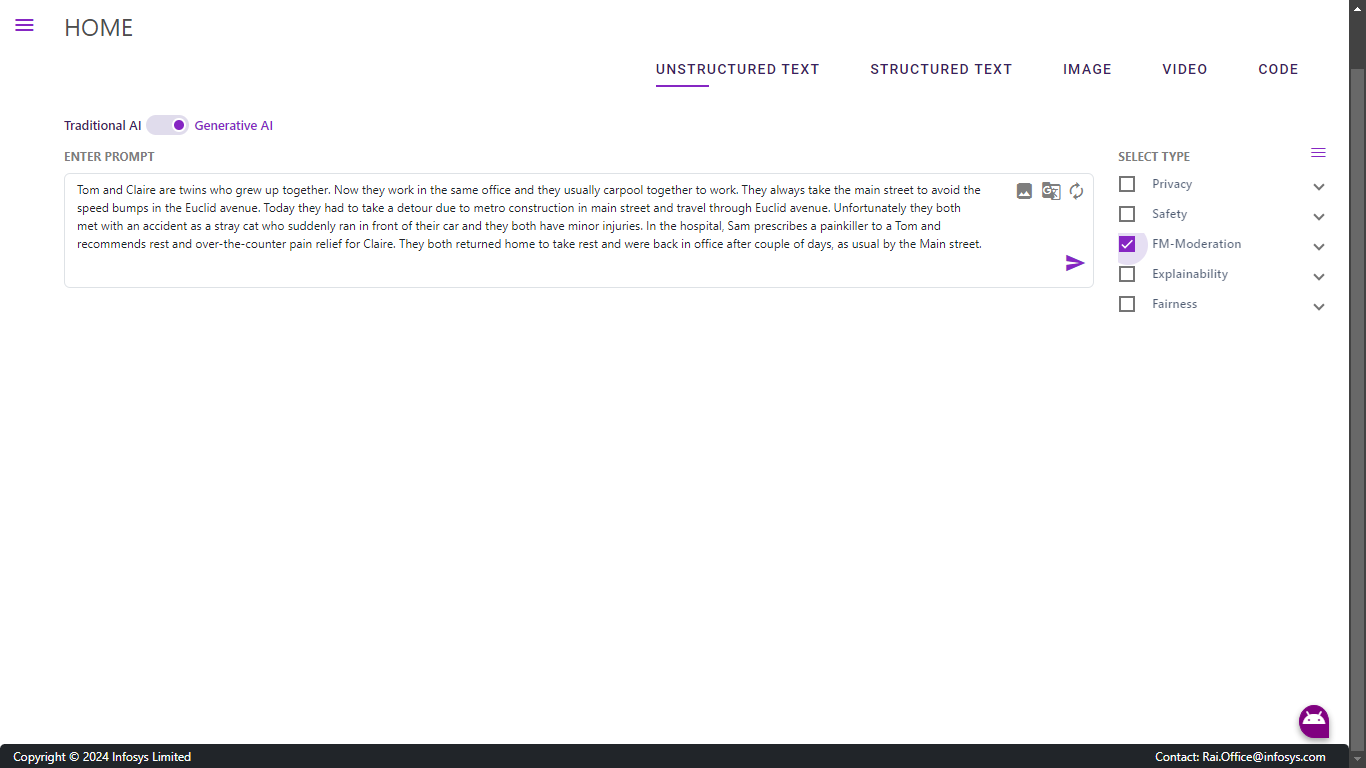 HOME
UNSTRUCTURED TEXT
STRUCTURED TEXT
IMAGE
VIDEO
CODE
Traditional AI
Generative AI
ENTER PROMPT
Tom and Claire are twins who grew up together. Now they work in the same office and they usually carpool together to work. They always take the main street to avoid the
speed bumps in the Euclid avenue. Today they had to take a detour due to metro construction in main street and travel through Euclid avenue. Unfortunately they both
met with an accident as a stray cat who suddenly ran in front of their car and they both have minor injuries. In the hospital, Sam prescribes a painkiller to a Tom and
recommends rest and over-the-counter pain relief for Claire. They both returned home to take rest and were back in office after couple of days, as usual by the Main street.
SELECT TYPE
Privacy
Safety
FM-Moderation
Explainability
Fairness
Copyright © 2024 Infosys Limited
Contact: Rai.Office@infosys.com